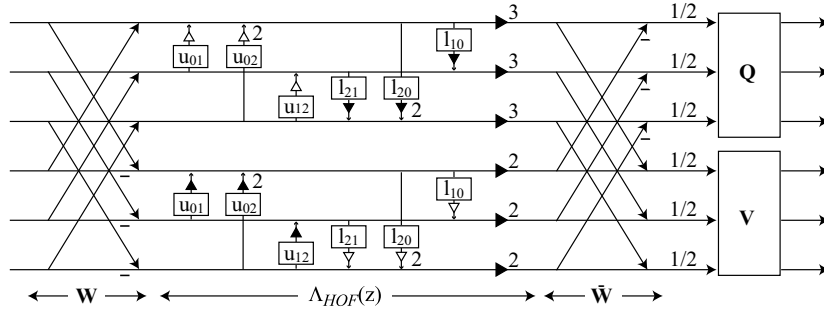 3 1/2
u01 u02 2 l10
3 1/2 Q
u12 l21 l20 2
3 1/2
2 1/2
u01 u02 2 l10
2 1/2 V
u12 l21 l20 2
2 1/2
W Λ_HOF(z) W̄